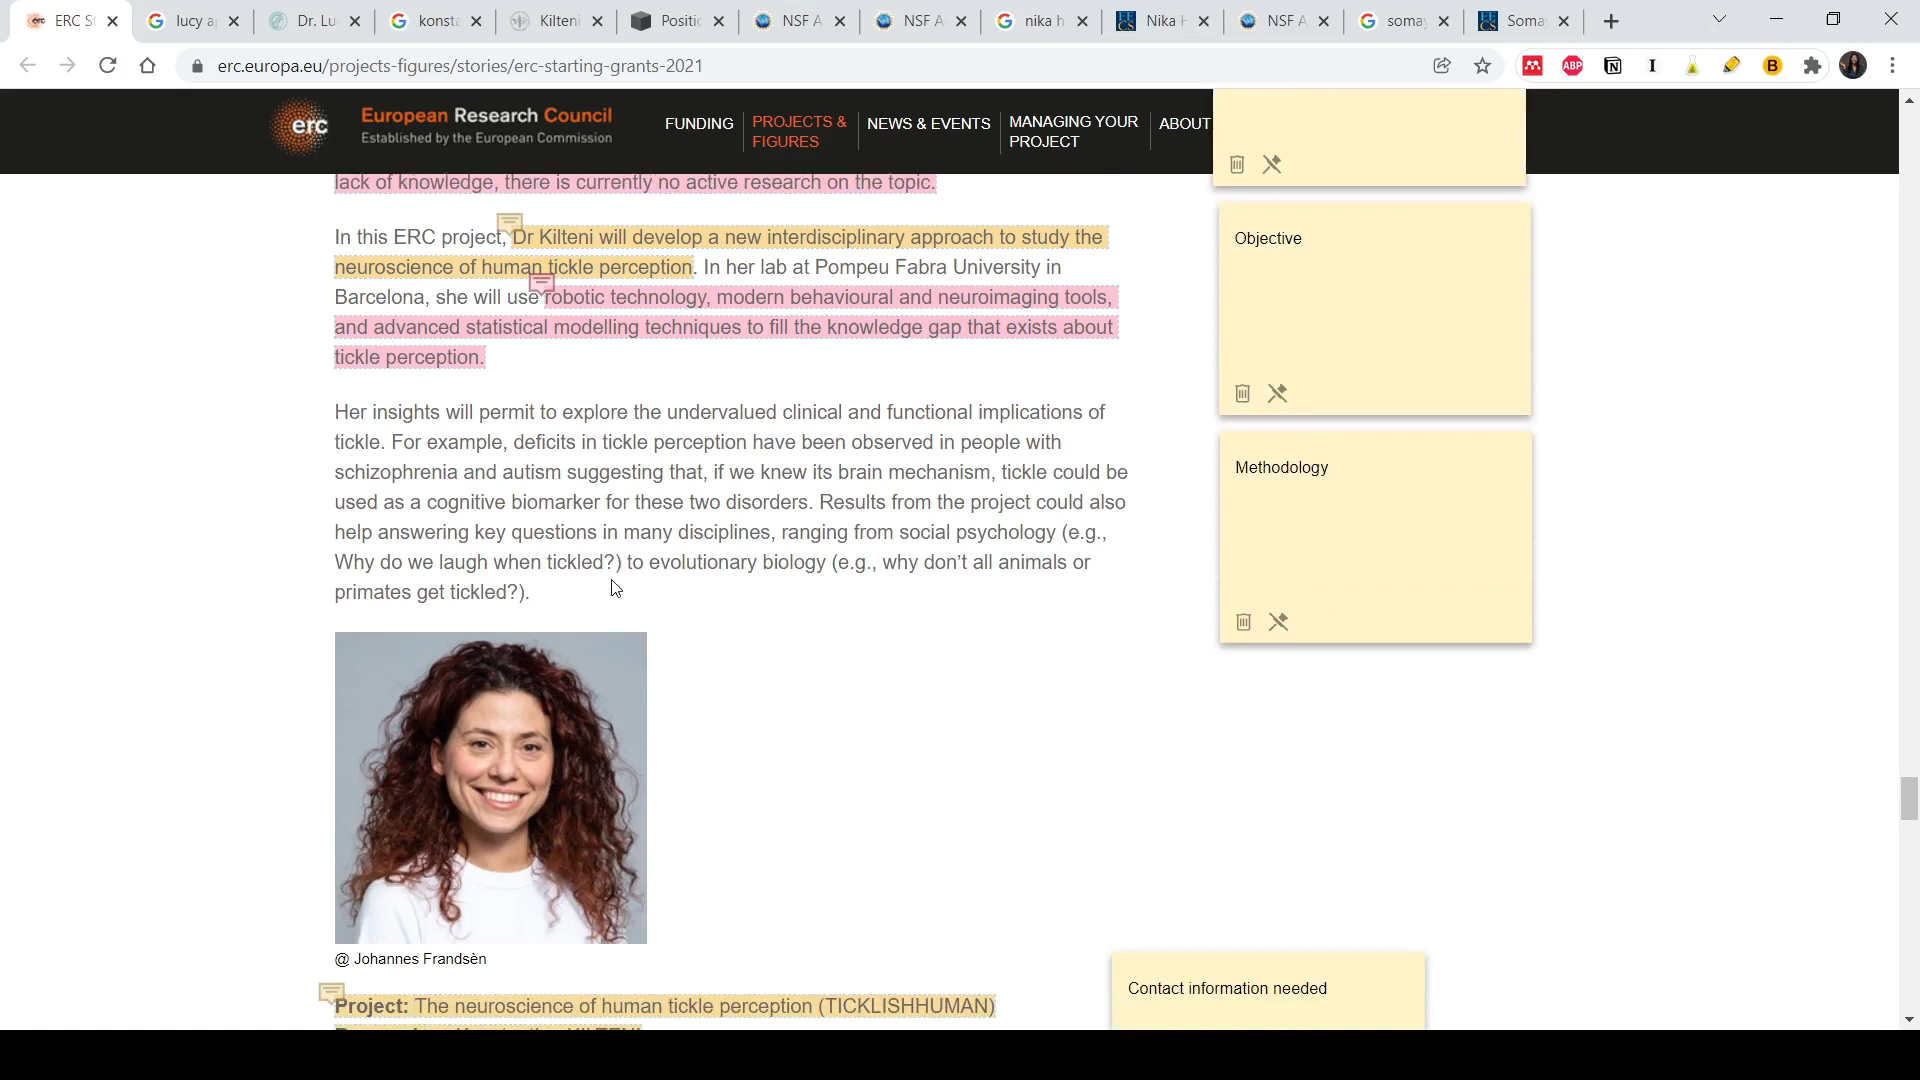 ERC St
lucy a
Dr. Lu
konsta
Kilteni
Positio
NSF A
NSF A
nika h
Nika H
NSF A
somay
Somay
erc.europa.eu/projects-figures/stories/erc-starting-grants-2021
ABP
I
B
erc
European Research Council
Established by the European Commission
FUNDING
PROJECTS &
FIGURES
NEWS & EVENTS
MANAGING YOUR
PROJECT
ABOUT
lack of knowledge, there is currently no active research on the topic.
In this ERC project, Dr Kilteni will develop a new interdisciplinary approach to study the
neuroscience of human tickle perception. In her lab at Pompeu Fabra University in
Barcelona, she will use robotic technology, modern behavioural and neuroimaging tools,
and advanced statistical modelling techniques to fill the knowledge gap that exists about
tickle perception.
Objective
Her insights will permit to explore the undervalued clinical and functional implications of
tickle. For example, deficits in tickle perception have been observed in people with
schizophrenia and autism suggesting that, if we knew its brain mechanism, tickle could be
used as a cognitive biomarker for these two disorders. Results from the project could also
help answering key questions in many disciplines, ranging from social psychology (e.g.,
Why do we laugh when tickled?) to evolutionary biology (e.g., why don’t all animals or
primates get tickled?).
Methodology
@ Johannes Frandsèn
Contact information needed
Project: The neuroscience of human tickle perception (TICKLISHHUMAN)